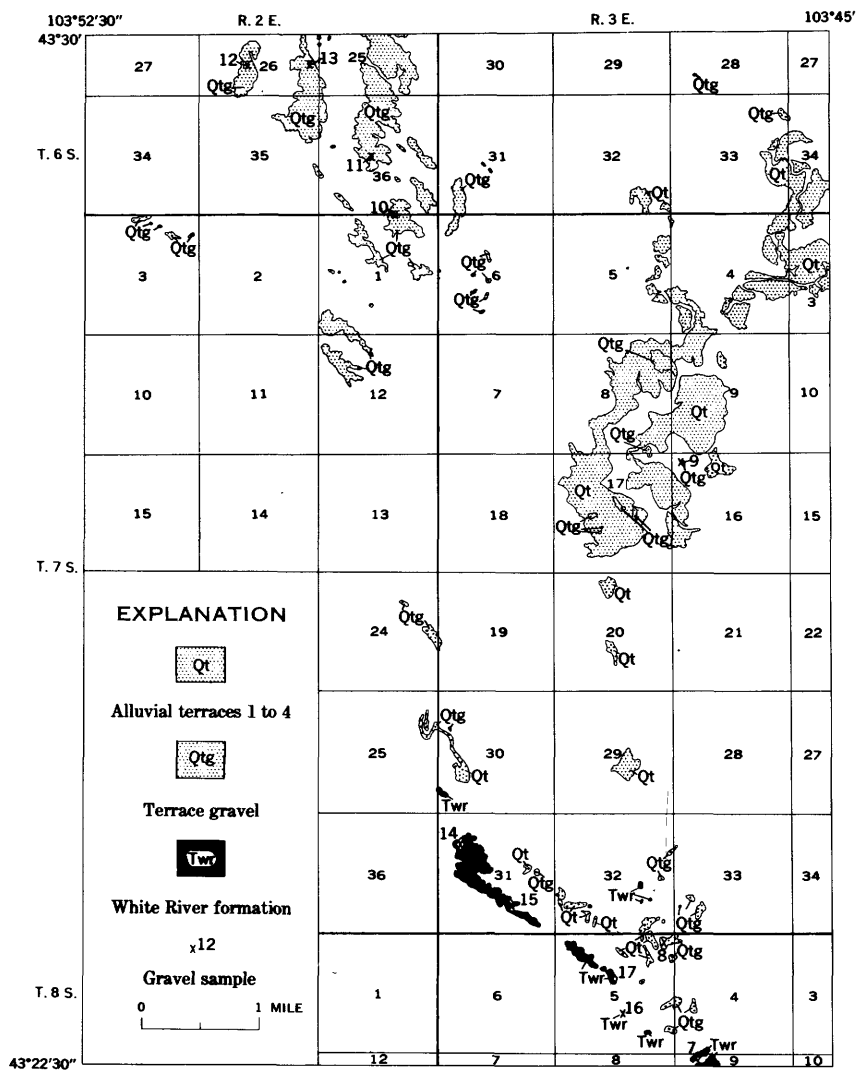 103°52'30" R. 2 E. R. 3 E. 103°45'
43°30'
12 26 13 25 30 29 28 27
27
Qtg Qtg
Qtg Qtg Qtg
T. 6 S. 34 35 31 32 33 34
11 36 Qt
Qtg Qt
10
Qtg Qtg Qtg
3 2 1 Qtg 6 5 4 Qt
Qtg 3
Qtg
Qtg
10 11 12 7 8 9 10
Qt
Qtg
9
17 Qtg Qt
Qt
15 14 13 18 16 15
Qtg Qtg
T. 7 S.
EXPLANATION
Qt
Qt
24 Qtg 19 20 21 22
Qt
Alluvial terraces 1 to 4
Qtg
Qtg
25 30 29 28 27
Qt Qt
Terrace gravel
Twr
Twr
14
Qt Qtg
36 31 Qtg 32 33 34
Twr
White River formation
15
Qt Qt Qtg
x12
Qt 8 Qtg
Gravel sample
Twr 17
T. 8 S. 1 6 5 4 3
0 1 MILE
16
Twr Qtg
Twr 7 Twr
43°22'30" 12 7 8 9 10